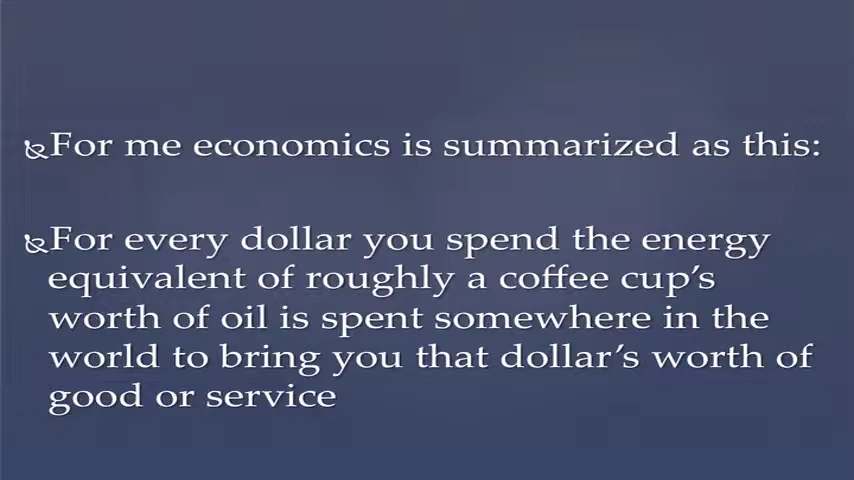 For me economics is summarized as this:
For every dollar you spend the energy
equivalent of roughly a coffee cup’s
worth of oil is spent somewhere in the
world to bring you that dollar’s worth of
good or service